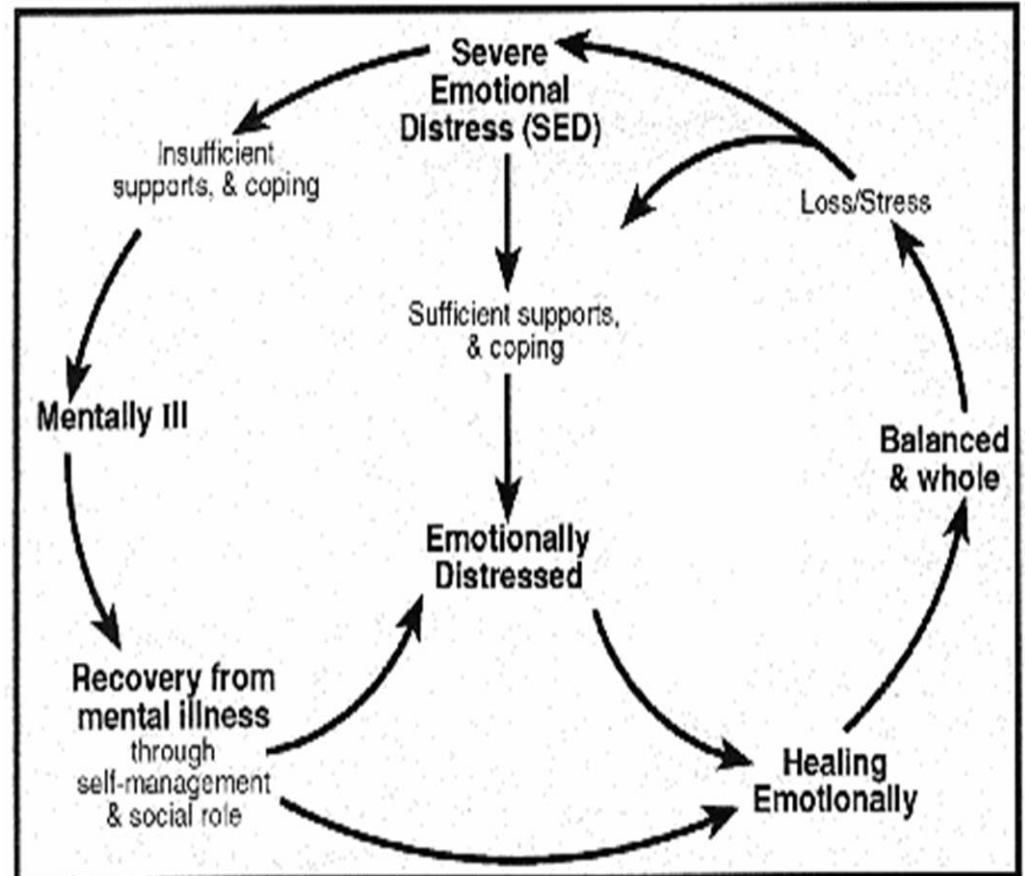 Severe
Emotional
Distress (SED)
Insufficient
supports, & coping
Loss/Stress
Sufficient supports,
& coping
Mentally Ill
Balanced
& whole
Emotionally
Distressed
Recovery from
mental illness
through
self-management
& social role
Healing
Emotionally